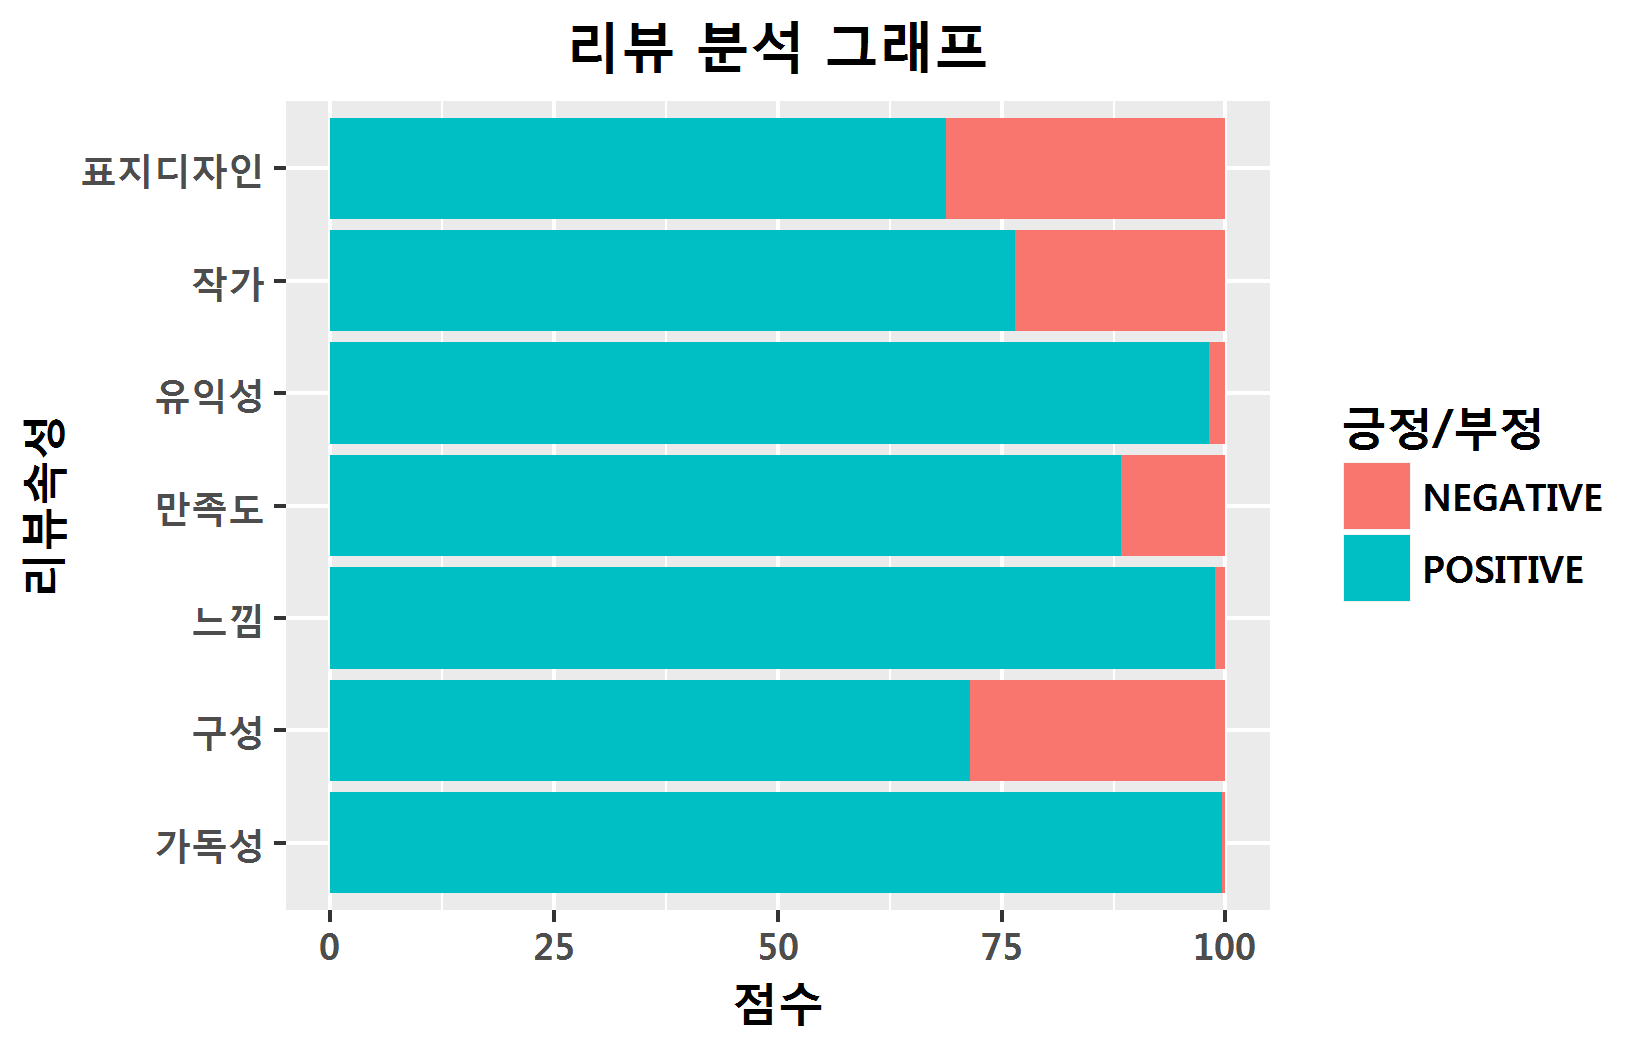 리뷰 분석 그래프
표지디자인
작가
유익성
만족도
느낌
구성
가독성
리뷰속성
0 25 50 75 100
점수
긍정/부정
NEGATIVE
POSITIVE